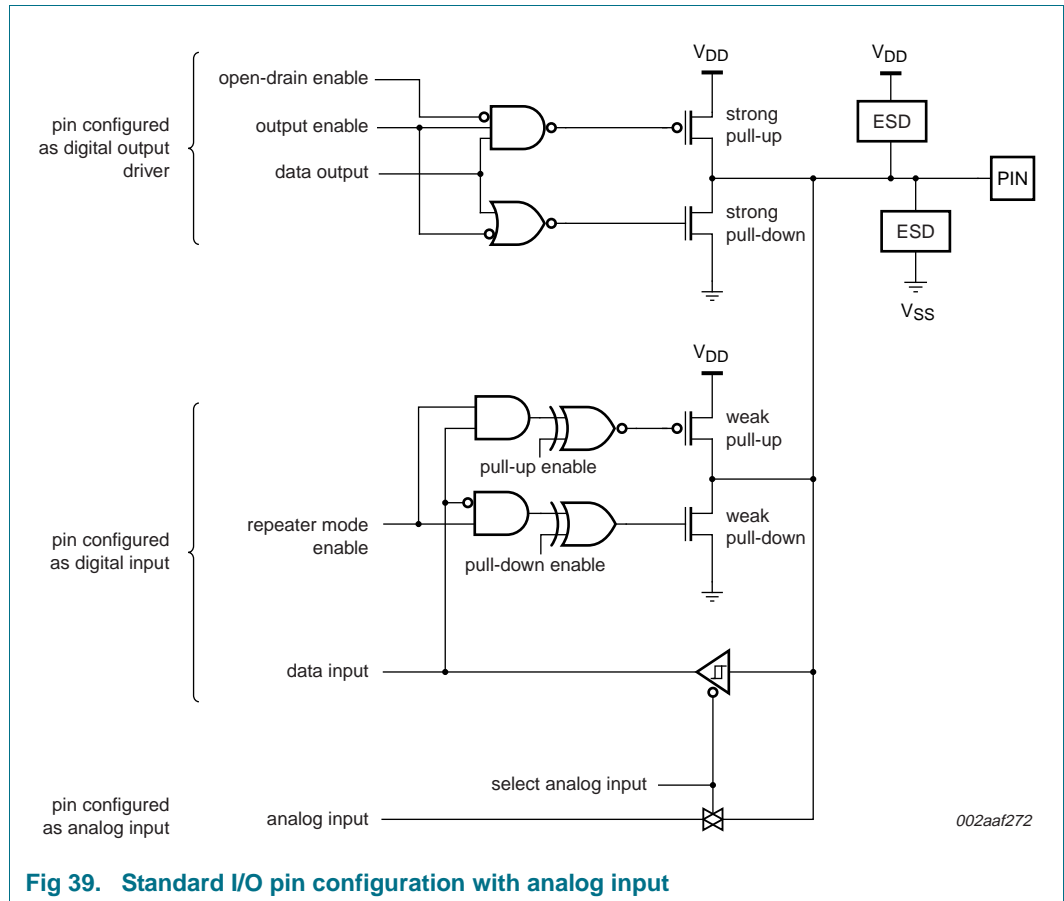 VDD
VDD
open-drain enable
strong
pull-up
ESD
pin configured
as digital output
driver
output enable
data output
PIN
strong
pull-down
ESD
VSS
VDD
weak
pull-up
pull-up enable
pin configured
as digital input
repeater mode
enable
weak
pull-down
pull-down enable
data input
select analog input
pin configured
as analog input
analog input
002aaf272
Fig 39. Standard I/O pin configuration with analog input